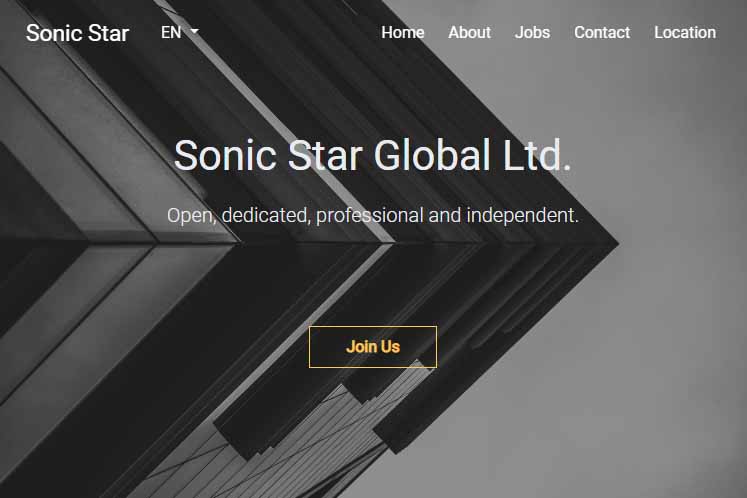 Sonic Star EN Home About Jobs Contact Location
Sonic Star Global Ltd.
Open, dedicated, professional and independent.
Join Us